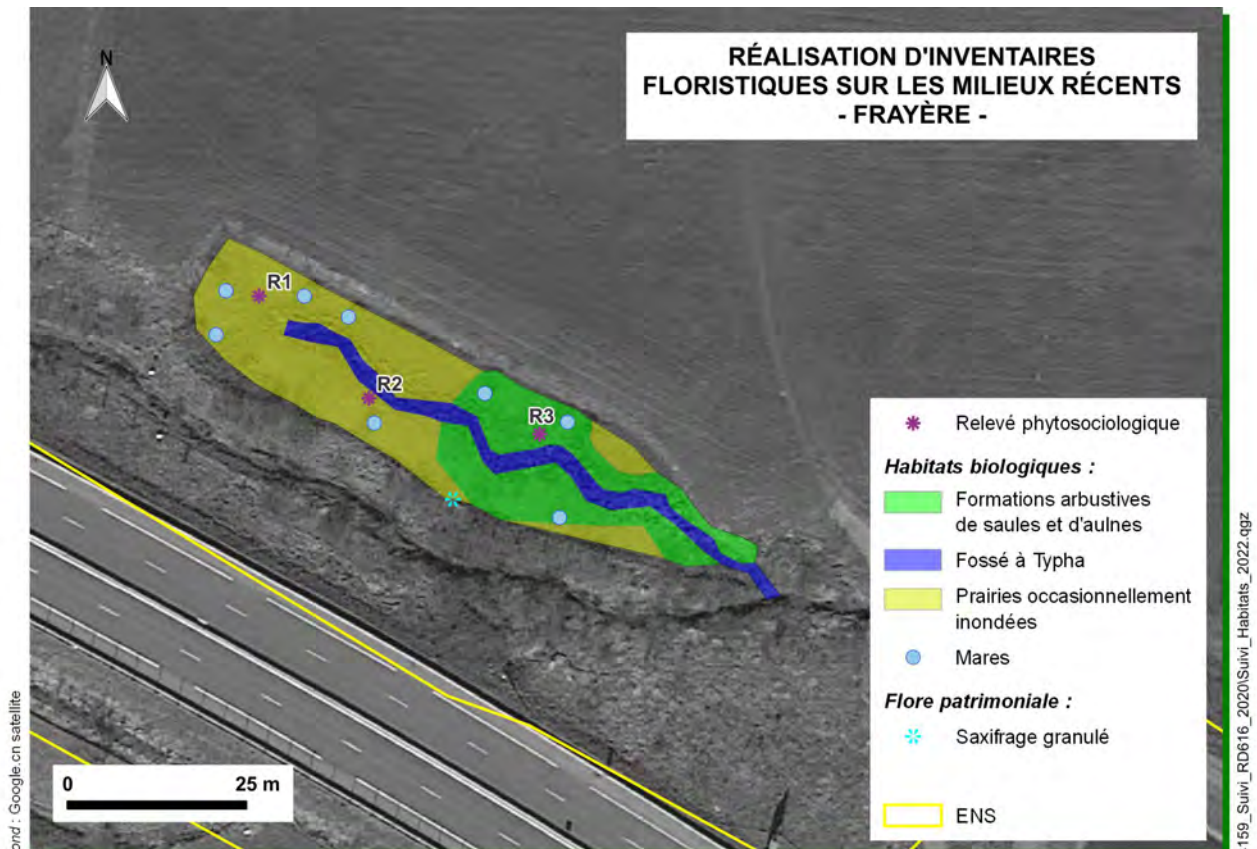 N
RÉALISATION D'INVENTAIRES
FLORISTIQUES SUR LES MILIEUX RÉCENTS
- FRAYÈRE -
R1
R2
R3
Relevé phytosociologique
Habitats biologiques :
Formations arbustives
de saules et d'aulnes
Fossé à Typha
Prairies occasionnellement
inondées
Mares
Flore patrimoniale :
Saxifrage granulé
ENS
0 25 m
ond : Google.cn satellite
159_Suivi_RD616_2020\Suivi_Habitats_2022.qgz